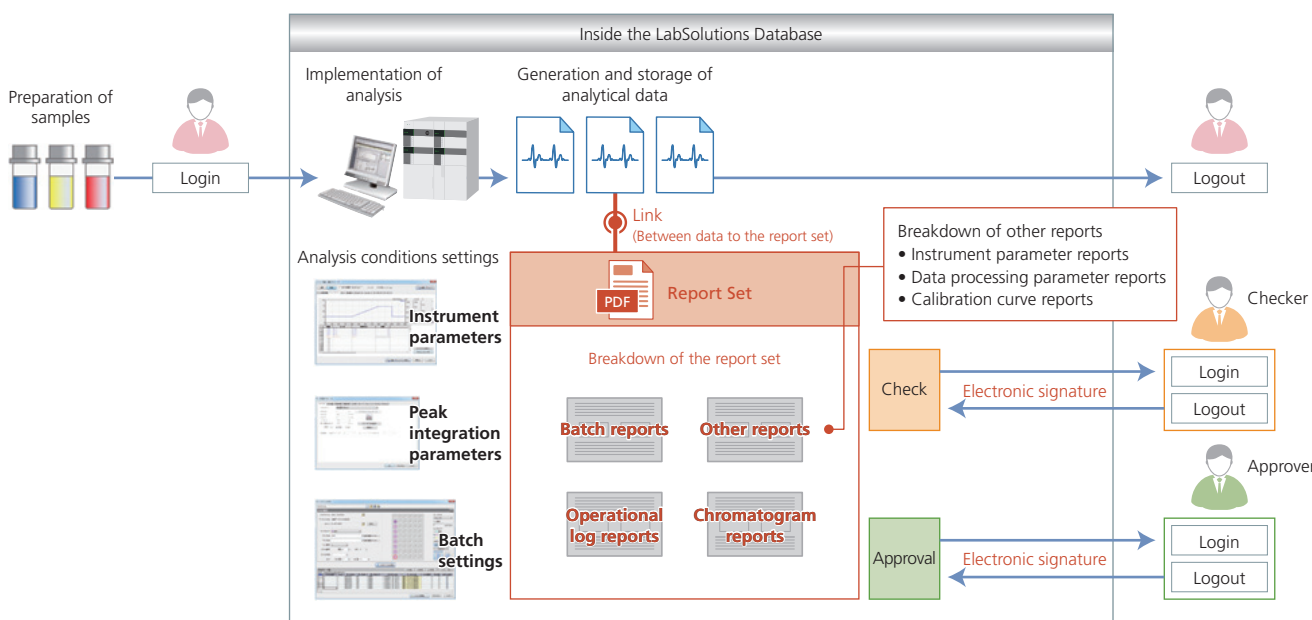 Inside the LabSolutions Database
Preparation of
samples
Login
Implementation of
analysis
Generation and storage of
analytical data
Logout
Link
(Between data to the report set)
Breakdown of other reports
• Instrument parameter reports
• Data processing parameter reports
• Calibration curve reports
Analysis conditions settings
Instrument
parameters
Peak
integration
parameters
Batch
settings
PDF
Report Set
Breakdown of the report set
Batch reports
Other reports
Operational
log reports
Chromatogram
reports
Checker
Check
Electronic signature
Login
Logout
Approver
Approval
Electronic signature
Login
Logout